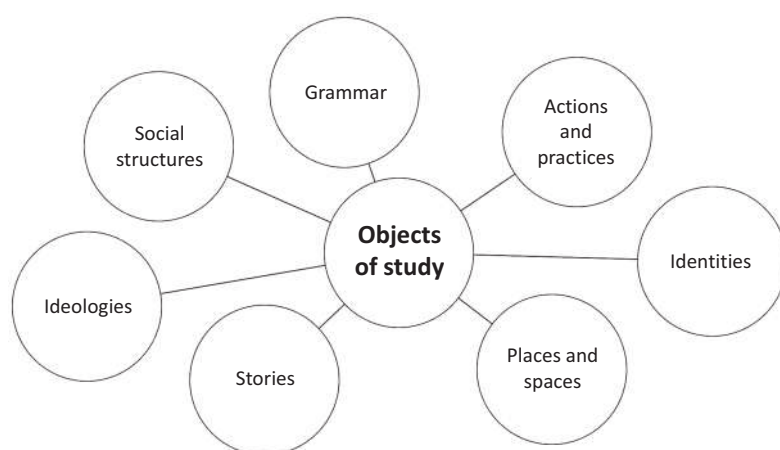 Grammar
Actions
and
practices
Social
structures
Objects
of study
Identities
Ideologies
Stories
Places and
spaces